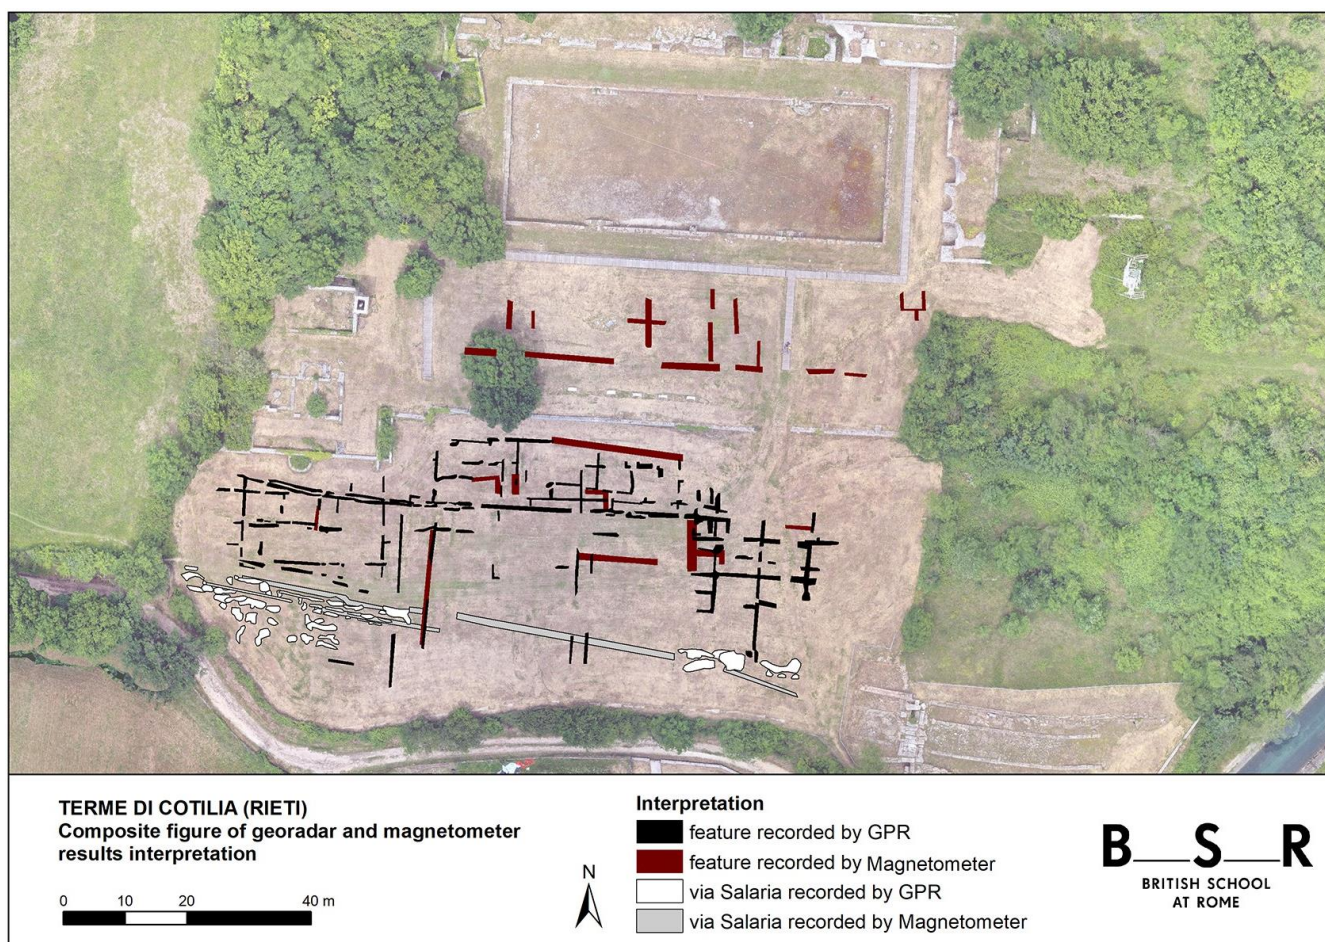 TERME DI COTILIA (RIETI)
Composite figure of georadar and magnetometer
results interpretation
0 10 20 40 m
N
Interpretation
feature recorded by GPR
feature recorded by Magnetometer
via Salaria recorded by GPR
via Salaria recorded by Magnetometer
B S R
BRITISH SCHOOL
AT ROME